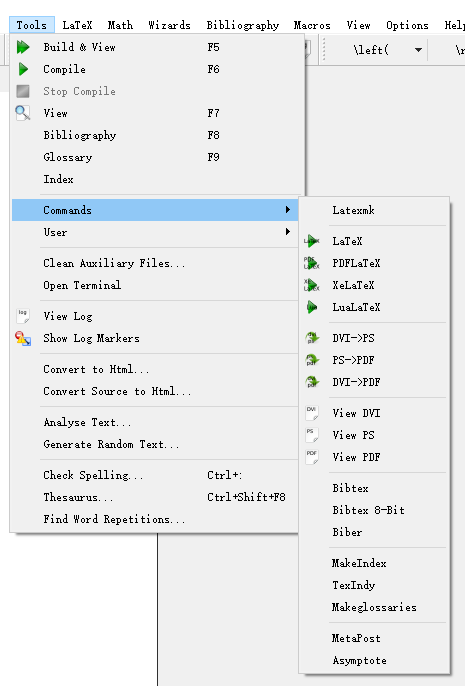 Tools LaTeX Math Wizards Bibliography Macros View Options Help
Build & View F5
\left(
Compile F6
Stop Compile
View F7
Bibliography F8
Glossary F9
Index
Commands
User
Clean Auxiliary Files...
Open Terminal
log
View Log
Show Log Markers
Convert to Html...
Convert Source to Html...
Analyse Text...
Generate Random Text...
Check Spelling... Ctrl+:
Thesaurus... Ctrl+Shift+F8
Find Word Repetitions...
Latexmk
LaTeX
PDFLaTeX
XeLaTeX
LuaLaTeX
DVI->PS
PS->PDF
DVI->PDF
DVI View DVI
PS View PS
PDF View PDF
Bibtex
Bibtex 8-Bit
Biber
MakeIndex
TexIndy
Makeglossaries
MetaPost
Asymptote